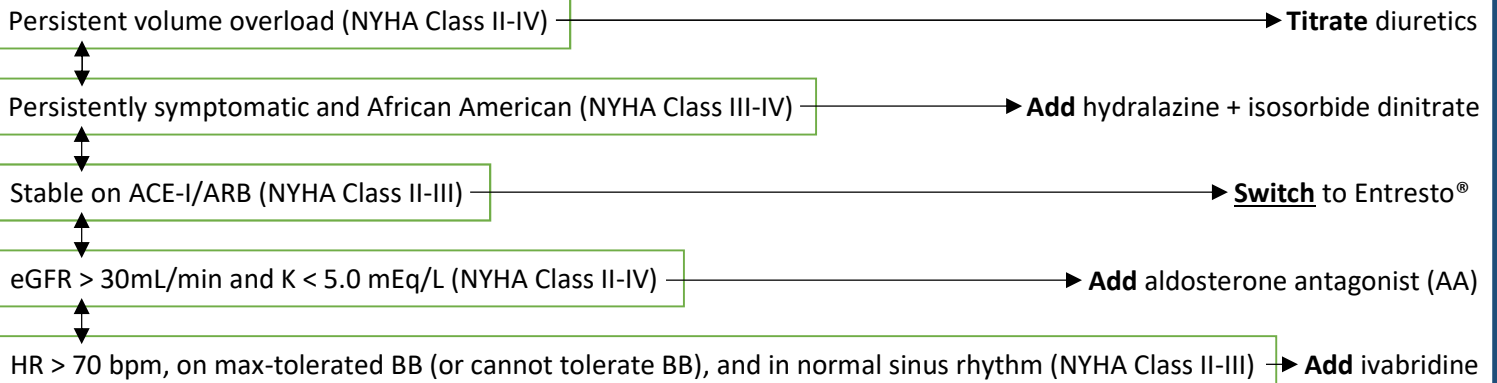 Persistent volume overload (NYHA Class II-IV) Titrate diuretics
Persistently symptomatic and African American (NYHA Class III-IV) Add hydralazine + isosorbide dinitrate
Stable on ACE-I/ARB (NYHA Class II-III) Switch to Entresto®
eGFR > 30mL/min and K < 5.0 mEq/L (NYHA Class II-IV) Add aldosterone antagonist (AA)
HR > 70 bpm, on max-tolerated BB (or cannot tolerate BB), and in normal sinus rhythm (NYHA Class II-III) Add ivabridine